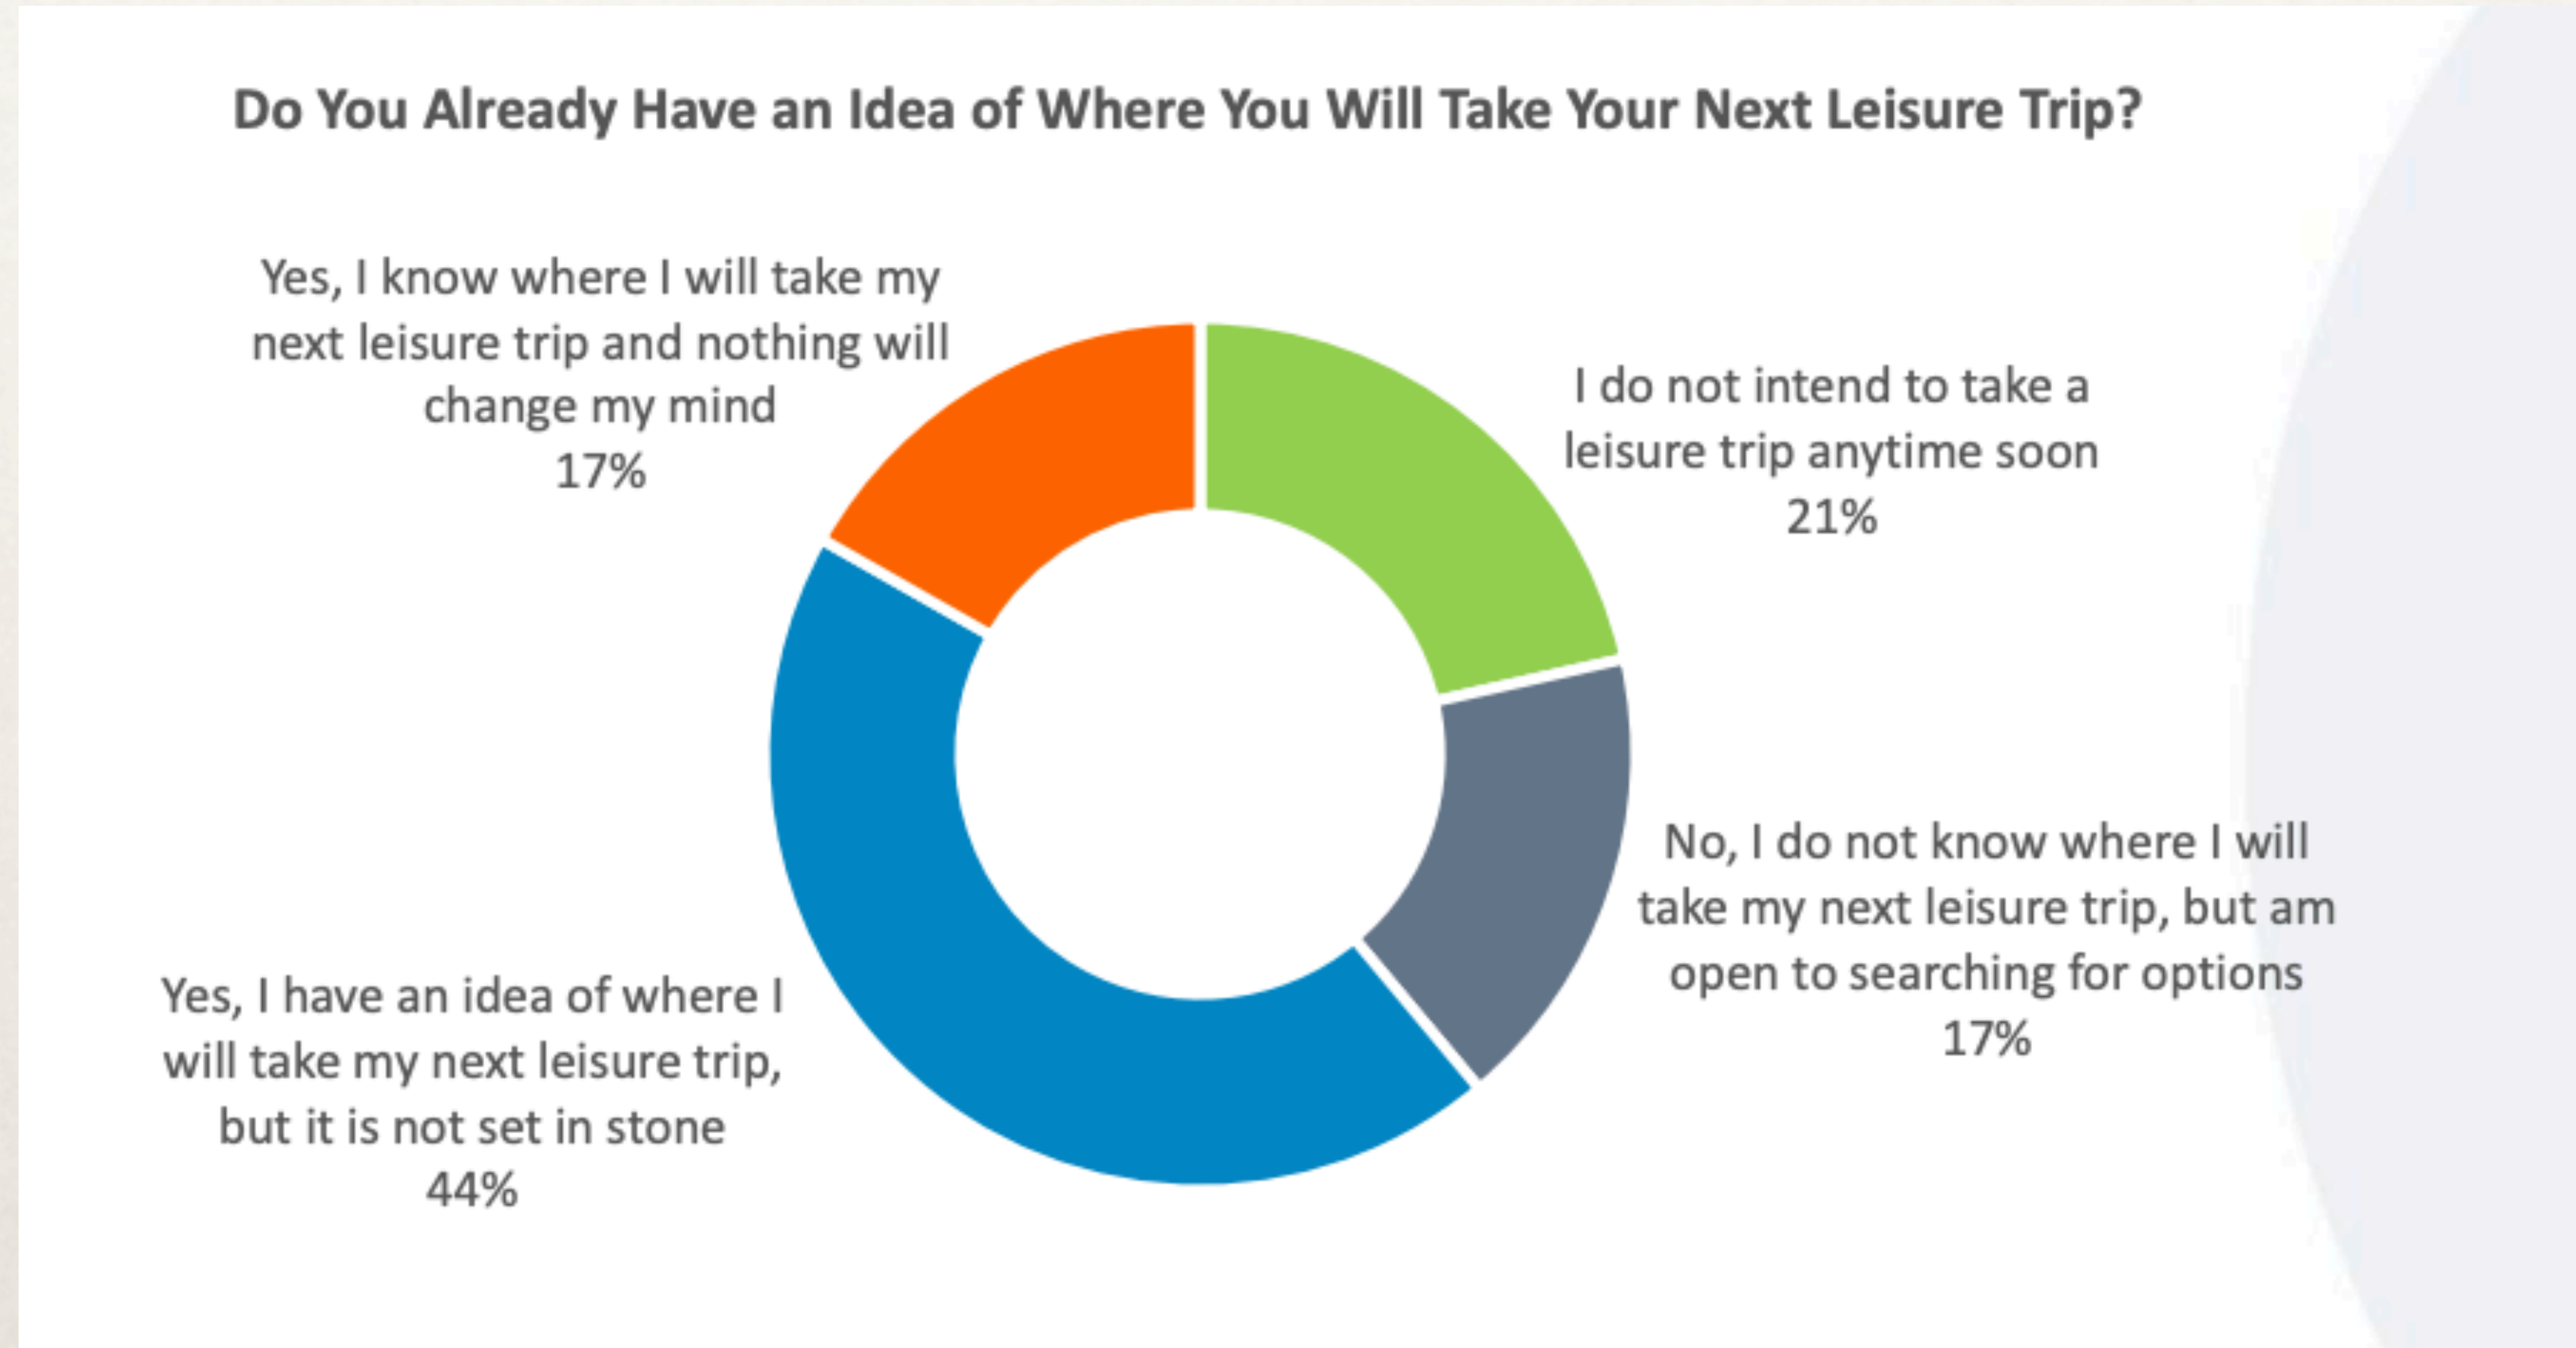 Do You Already Have an Idea of Where You Will Take Your Next Leisure Trip?
Yes, I know where I will take my
next leisure trip and nothing will
change my mind
17%
I do not intend to take a
leisure trip anytime soon
21%
No, I do not know where I will
take my next leisure trip, but am
open to searching for options
17%
Yes, I have an idea of where I
will take my next leisure trip,
but it is not set in stone
44%